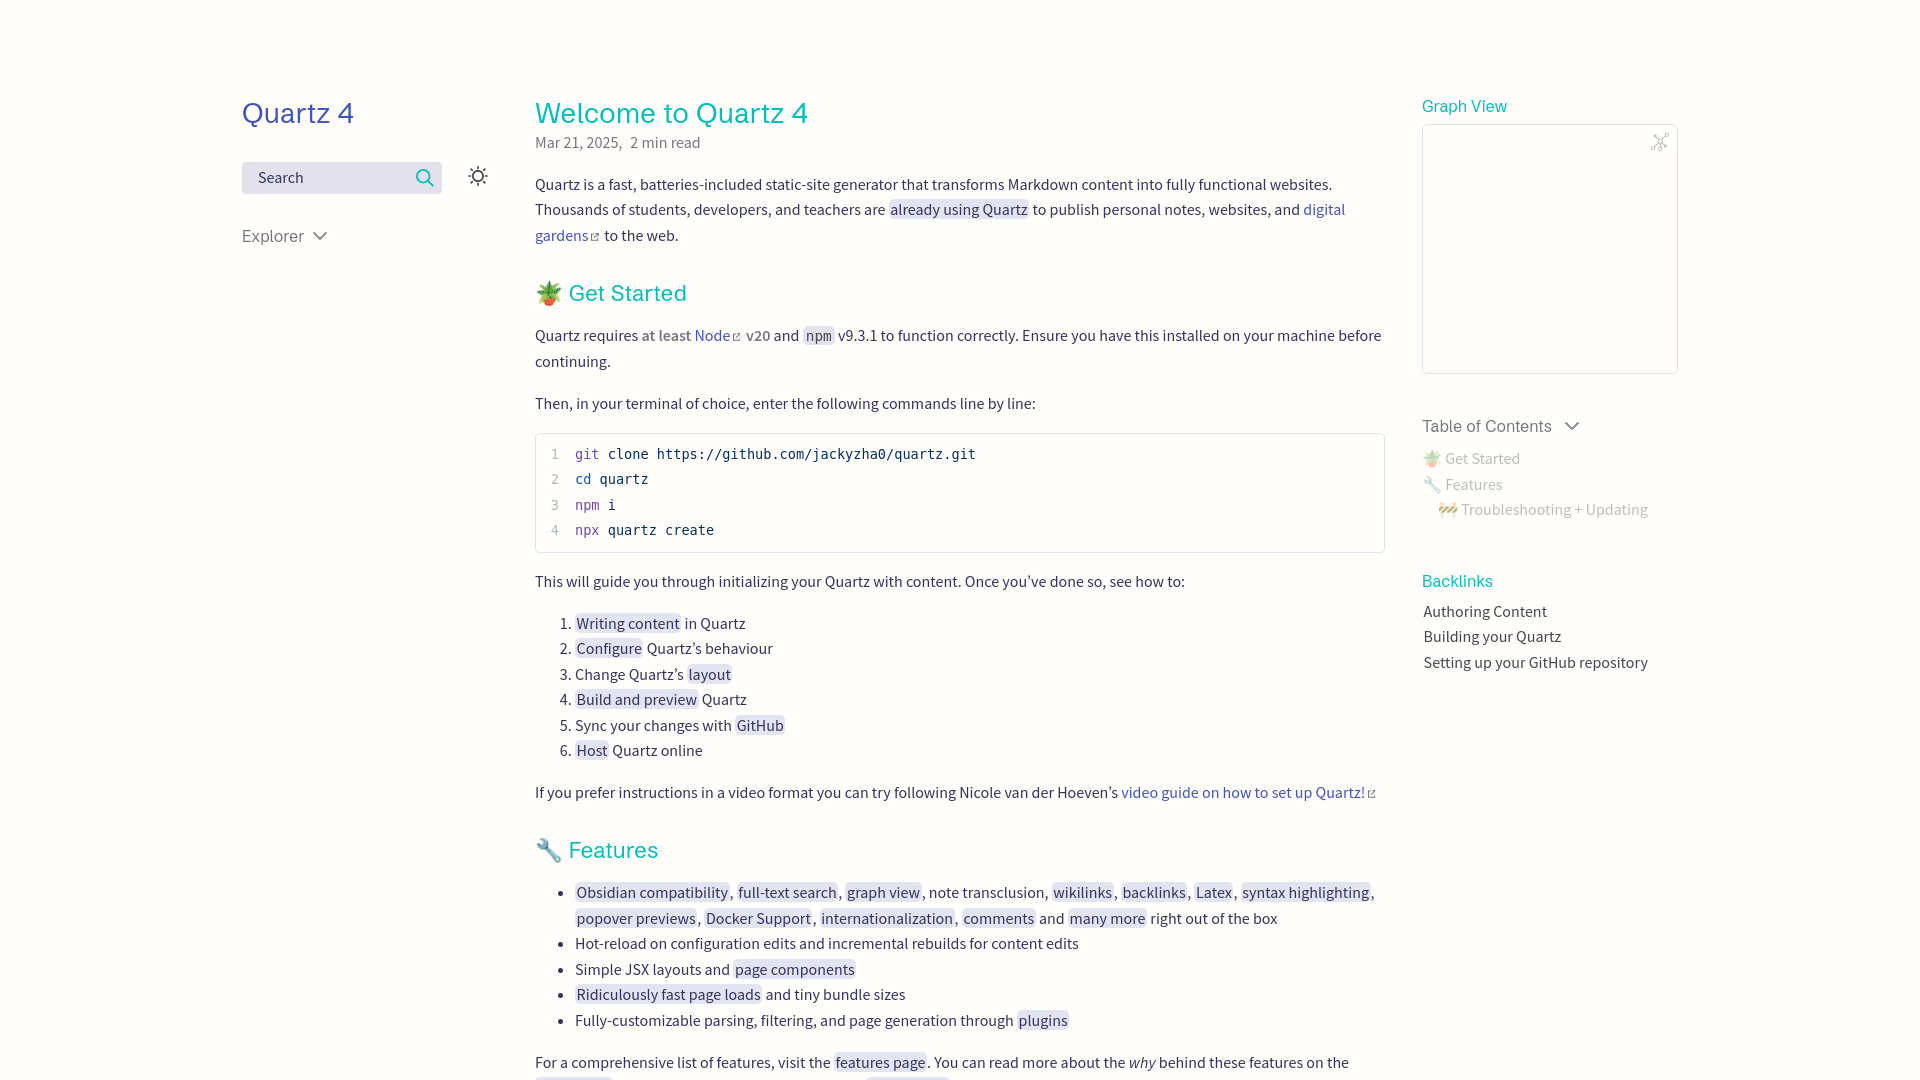 Quartz 4
Search
Explorer
Welcome to Quartz 4
Mar 21, 2025, 2 min read
Quartz is a fast, batteries-included static-site generator that transforms Markdown content into fully functional websites.
Thousands of students, developers, and teachers are already using Quartz to publish personal notes, websites, and digital
gardens to the web.
🪴 Get Started
Quartz requires at least Node v20 and npm v9.3.1 to function correctly. Ensure you have this installed on your machine before
continuing.
Then, in your terminal of choice, enter the following commands line by line:
1 git clone https://github.com/jackyzha0/quartz.git
2 cd quartz
3 npm i
4 npx quartz create
This will guide you through initializing your Quartz with content. Once you’ve done so, see how to:
1. Writing content in Quartz
2. Configure Quartz’s behaviour
3. Change Quartz’s layout
4. Build and preview Quartz
5. Sync your changes with GitHub
6. Host Quartz online
If you prefer instructions in a video format you can try following Nicole van der Hoeven’s video guide on how to set up Quartz!
🔧 Features
• Obsidian compatibility, full-text search, graph view, note transclusion, wikilinks, backlinks, Latex, syntax highlighting,
popover previews, Docker Support, internationalization, comments and many more right out of the box
• Hot-reload on configuration edits and incremental rebuilds for content edits
• Simple JSX layouts and page components
• Ridiculously fast page loads and tiny bundle sizes
• Fully-customizable parsing, filtering, and page generation through plugins
For a comprehensive list of features, visit the features page. You can read more about the why behind these features on the
Graph View
Table of Contents
🪴 Get Started
🔧 Features
🚧 Troubleshooting + Updating
Backlinks
Authoring Content
Building your Quartz
Setting up your GitHub repository